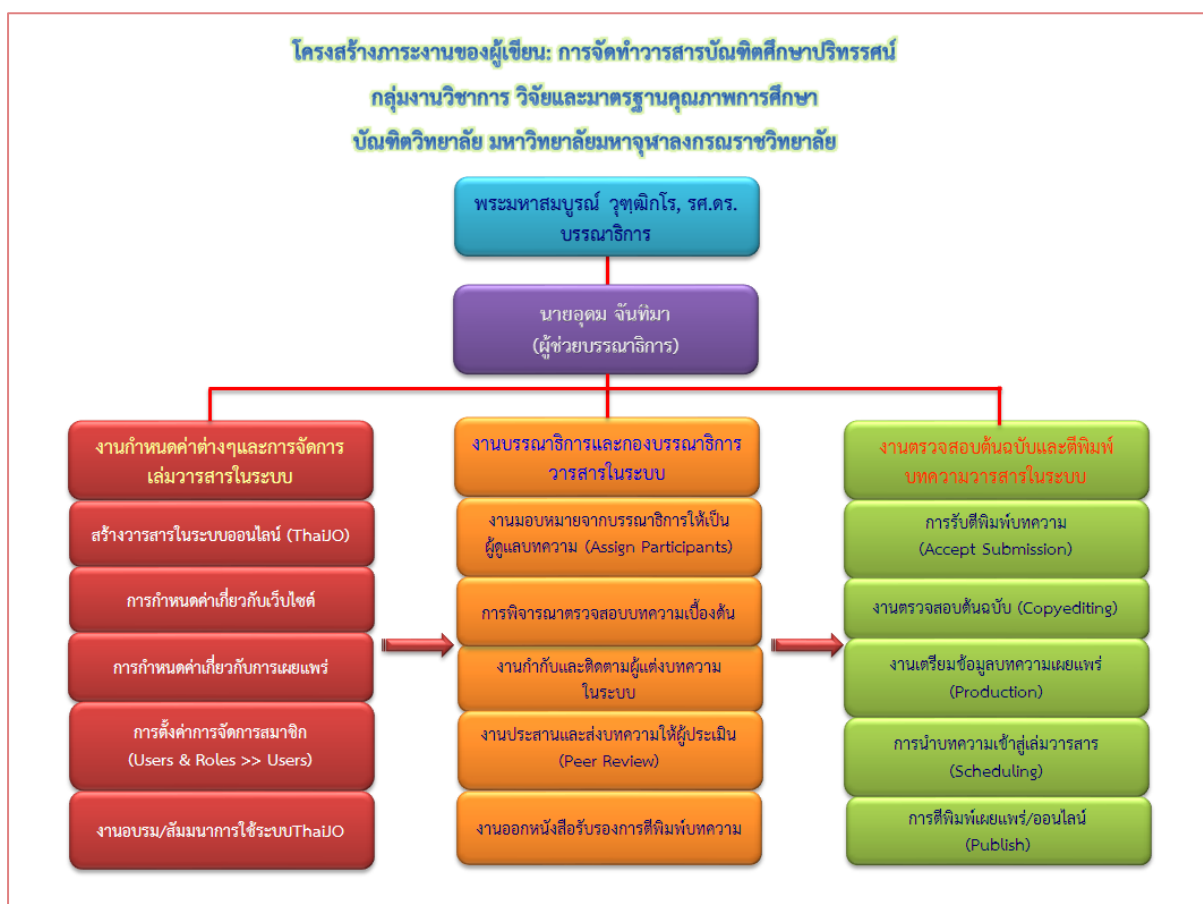 โครงสร้างภาระงานของผู้เขียน: การจัดทำวารสารบัณฑิตศึกษาปริทรรศน์
กลุ่มงานวิชาการ วิจัยและมาตรฐานคุณภาพการศึกษา
บัณฑิตวิทยาลัย มหาวิทยาลัยมหาจุฬาลงกรณราชวิทยาลัย
พระมหาสมบูรณ์ วุฑฺฒิกโร, รศ.ดร.
บรรณาธิการ
นายอุดม จันทิมา
(ผู้ช่วยบรรณาธิการ)
งานกำหนดค่าต่างๆและการจัดการ
เล่มวารสารในระบบ
สร้างวารสารในระบบออนไลน์ (ThaiJO)
การกำหนดค่าเกี่ยวกับเว็บไซต์
การกำหนดค่าเกี่ยวกับการเผยแพร่
การตั้งค่าการจัดการสมาชิก
(Users & Roles >> Users)
งานอบรม/สัมมนาการใช้ระบบThaiJO
งานบรรณาธิการและกองบรรณาธิการ
วารสารในระบบ
งานมอบหมายจากบรรณาธิการให้เป็น
ผู้ดูแลบทความ (Assign Participants)
การพิจารณาตรวจสอบบทความเบื้องต้น
งานกำกับและติดตามผู้แต่งบทความ
ในระบบ
งานประสานและส่งบทความให้ผู้ประเมิน
(Peer Review)
งานออกหนังสือรับรองการตีพิมพ์บทความ
งานตรวจสอบต้นฉบับและตีพิมพ์
บทความวารสารในระบบ
การรับตีพิมพ์บทความ
(Accept Submission)
งานตรวจสอบต้นฉบับ (Copyediting)
งานเตรียมข้อมูลบทความเผยแพร่
(Production)
การนำบทความเข้าสู่เล่มวารสาร
(Scheduling)
การตีพิมพ์เผยแพร่/ออนไลน์
(Publish)